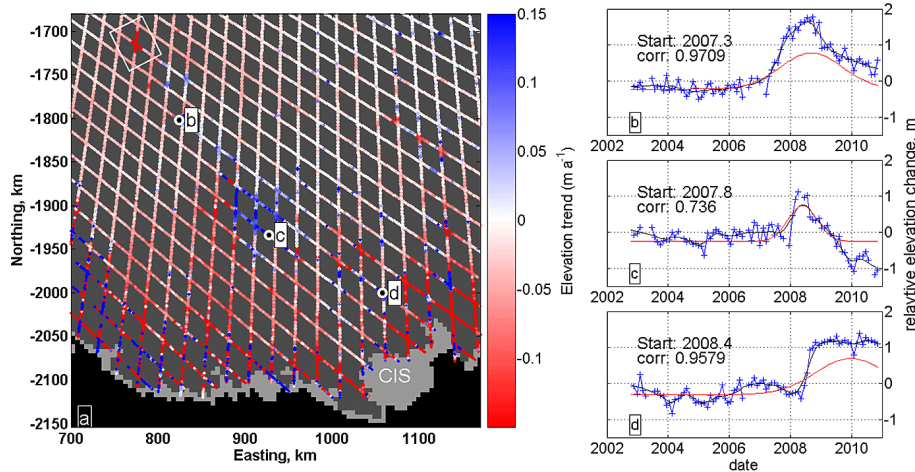 -1700
-1750
-1800
-1850
-1900
-1950
-2000
-2050
-2100
-2150
Northing, km
700
800
900
1000
1100
Easting, km
b
c
d
CIS
a
0.15
0.1
0.05
0
-0.05
-0.1
Elevation trend (m a⁻¹)
Start: 2007.3
corr: 0.9709
b
2
1
0
-1
2002
2004
2006
2008
2010
Start: 2007.8
corr: 0.736
c
2
1
0
-1
2002
2004
2006
2008
2010
Start: 2008.4
corr: 0.9579
d
2
1
0
-1
2002
2004
2006
2008
2010
date
relaytive elevation change, m